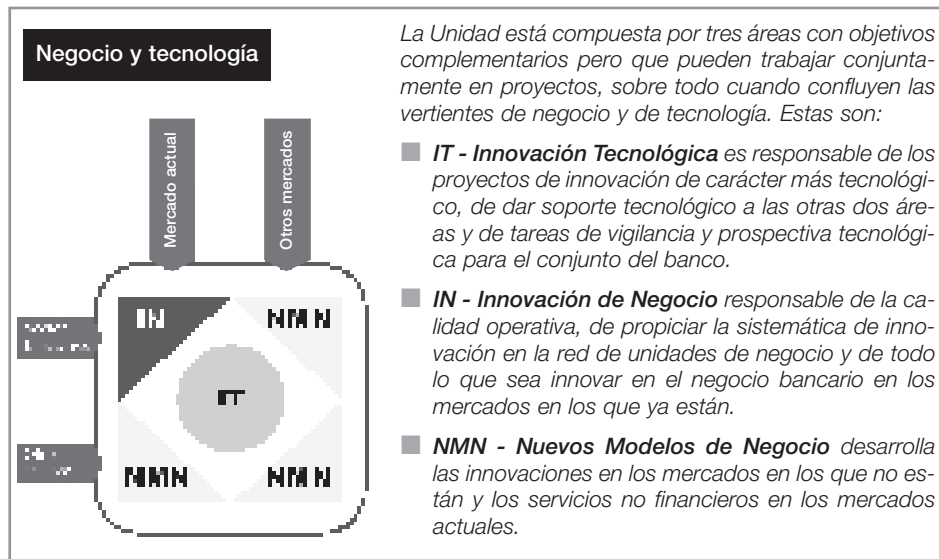 Negocio y tecnología
Mercado actual
Otros mercados
IN
NMN
IT
NMN
NMN
La Unidad está compuesta por tres áreas con objetivos
complementarios pero que pueden trabajar conjunta-
mente en proyectos, sobre todo cuando confluyen las
vertientes de negocio y de tecnología. Estas son:
■ IT - Innovación Tecnológica es responsable de los
proyectos de innovación de carácter más tecnológi-
co, de dar soporte tecnológico a las otras dos áre-
as y de tareas de vigilancia y prospectiva tecnológi-
ca para el conjunto del banco.
■ IN - Innovación de Negocio responsable de la ca-
lidad operativa, de propiciar la sistemática de inno-
vación en la red de unidades de negocio y de todo
lo que sea innovar en el negocio bancario en los
mercados en los que ya están.
■ NMN - Nuevos Modelos de Negocio desarrolla
las innovaciones en los mercados en los que no es-
tán y los servicios no financieros en los mercados
actuales.